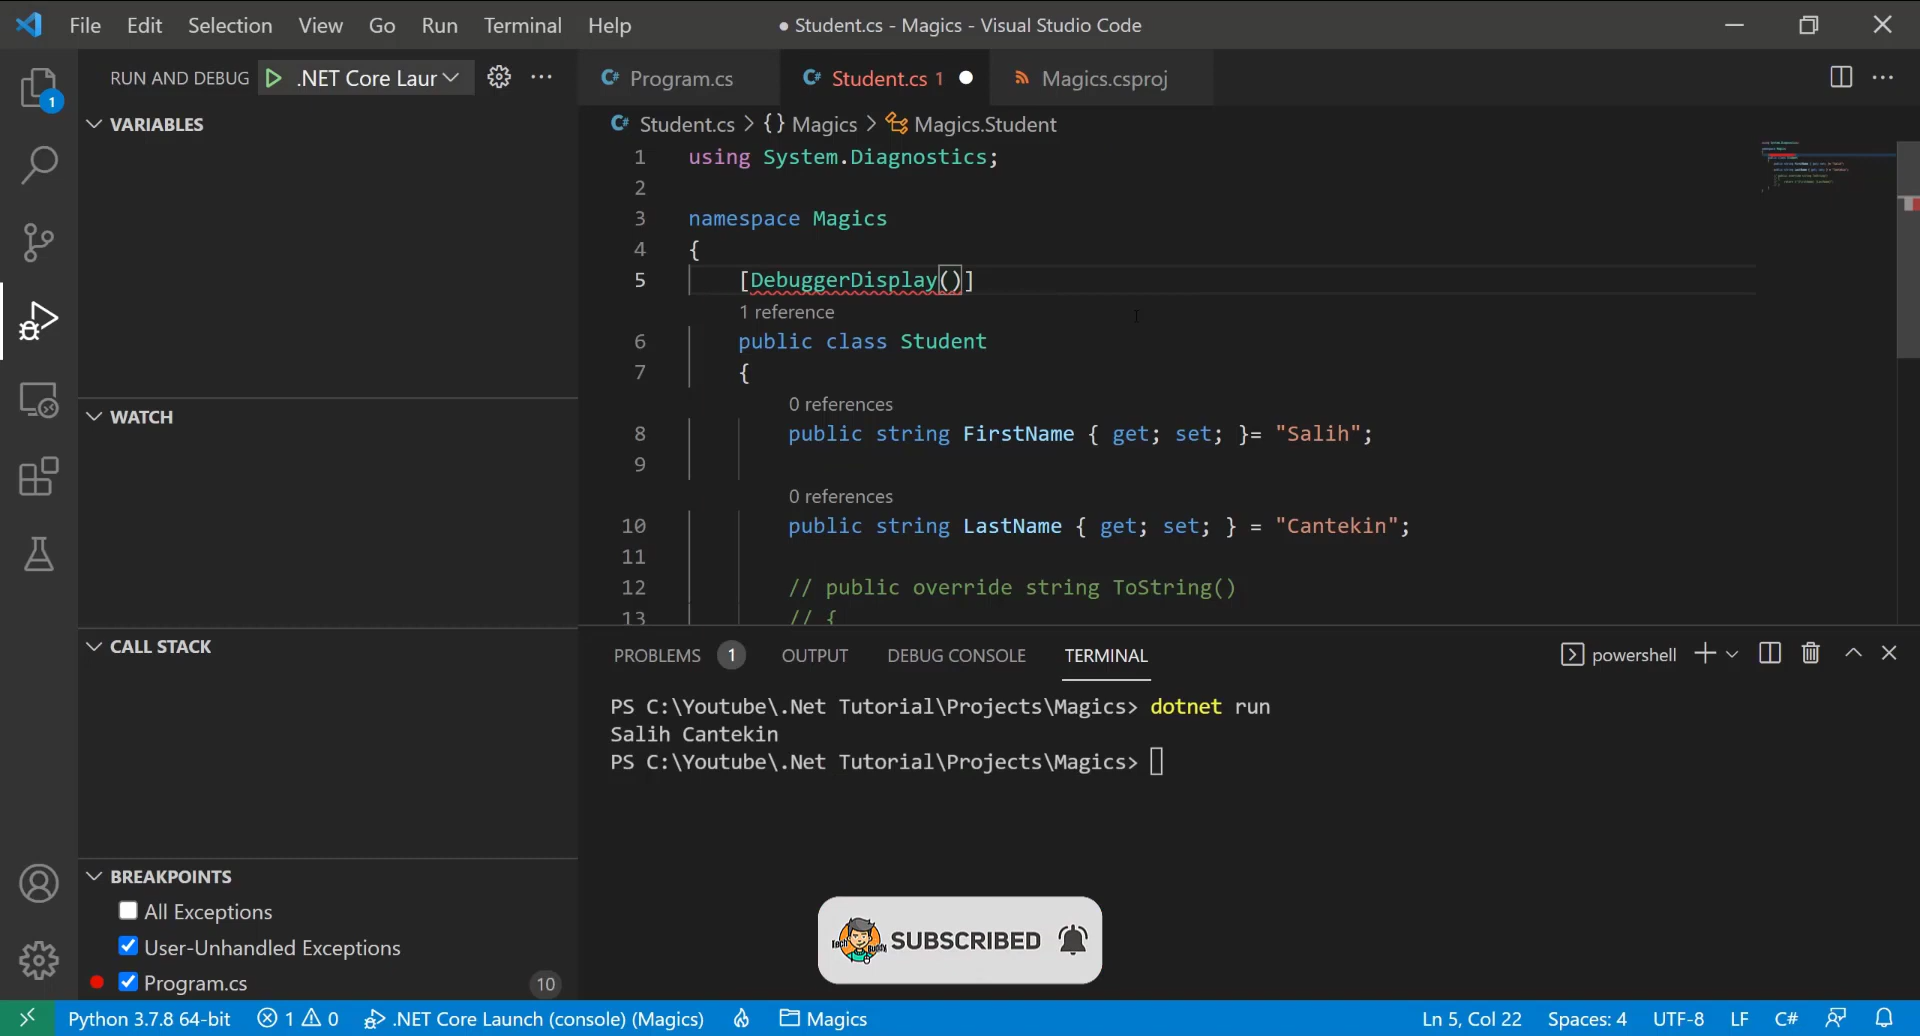 File Edit Selection View Go Run Terminal Help ● Student.cs - Magics - Visual Studio Code
RUN AND DEBUG .NET Core Laur
Program.cs Student.cs 1 Magics.csproj
1
VARIABLES
Student.cs > {} Magics > Magics.Student
1 using System.Diagnostics;
2
3 namespace Magics
4 {
5 [DebuggerDisplay()]
1 reference
6 public class Student
7 {
0 references
8 public string FirstName { get; set; }= "Salih";
9
0 references
10 public string LastName { get; set; } = "Cantekin";
11
12 // public override string ToString()
13 // {
WATCH
CALL STACK
BREAKPOINTS
All Exceptions
User-Unhandled Exceptions
Program.cs 10
PROBLEMS 1 OUTPUT DEBUG CONSOLE TERMINAL powershell
PS C:\Youtube\.Net Tutorial\Projects\Magics> dotnet run
Salih Cantekin
PS C:\Youtube\.Net Tutorial\Projects\Magics>
Tech Buddy SUBSCRIBED
Python 3.7.8 64-bit 1 0 .NET Core Launch (console) (Magics) Magics Ln 5, Col 22 Spaces: 4 UTF-8 LF C#